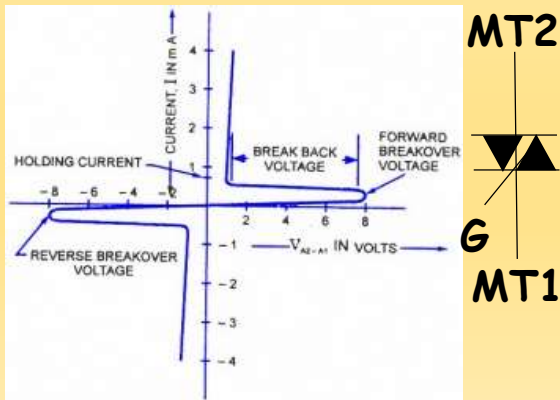 CURRENT, I IN mA
4
3
2
1
HOLDING CURRENT
BREAK BACK
VOLTAGE
FORWARD
BREAKOVER
VOLTAGE
-8 -6 -4 -2
2 4 6 8
REVERSE BREAKOVER
VOLTAGE
V A2-A1 IN VOLTS
-1
-2
-3
-4
MT2
G
MT1